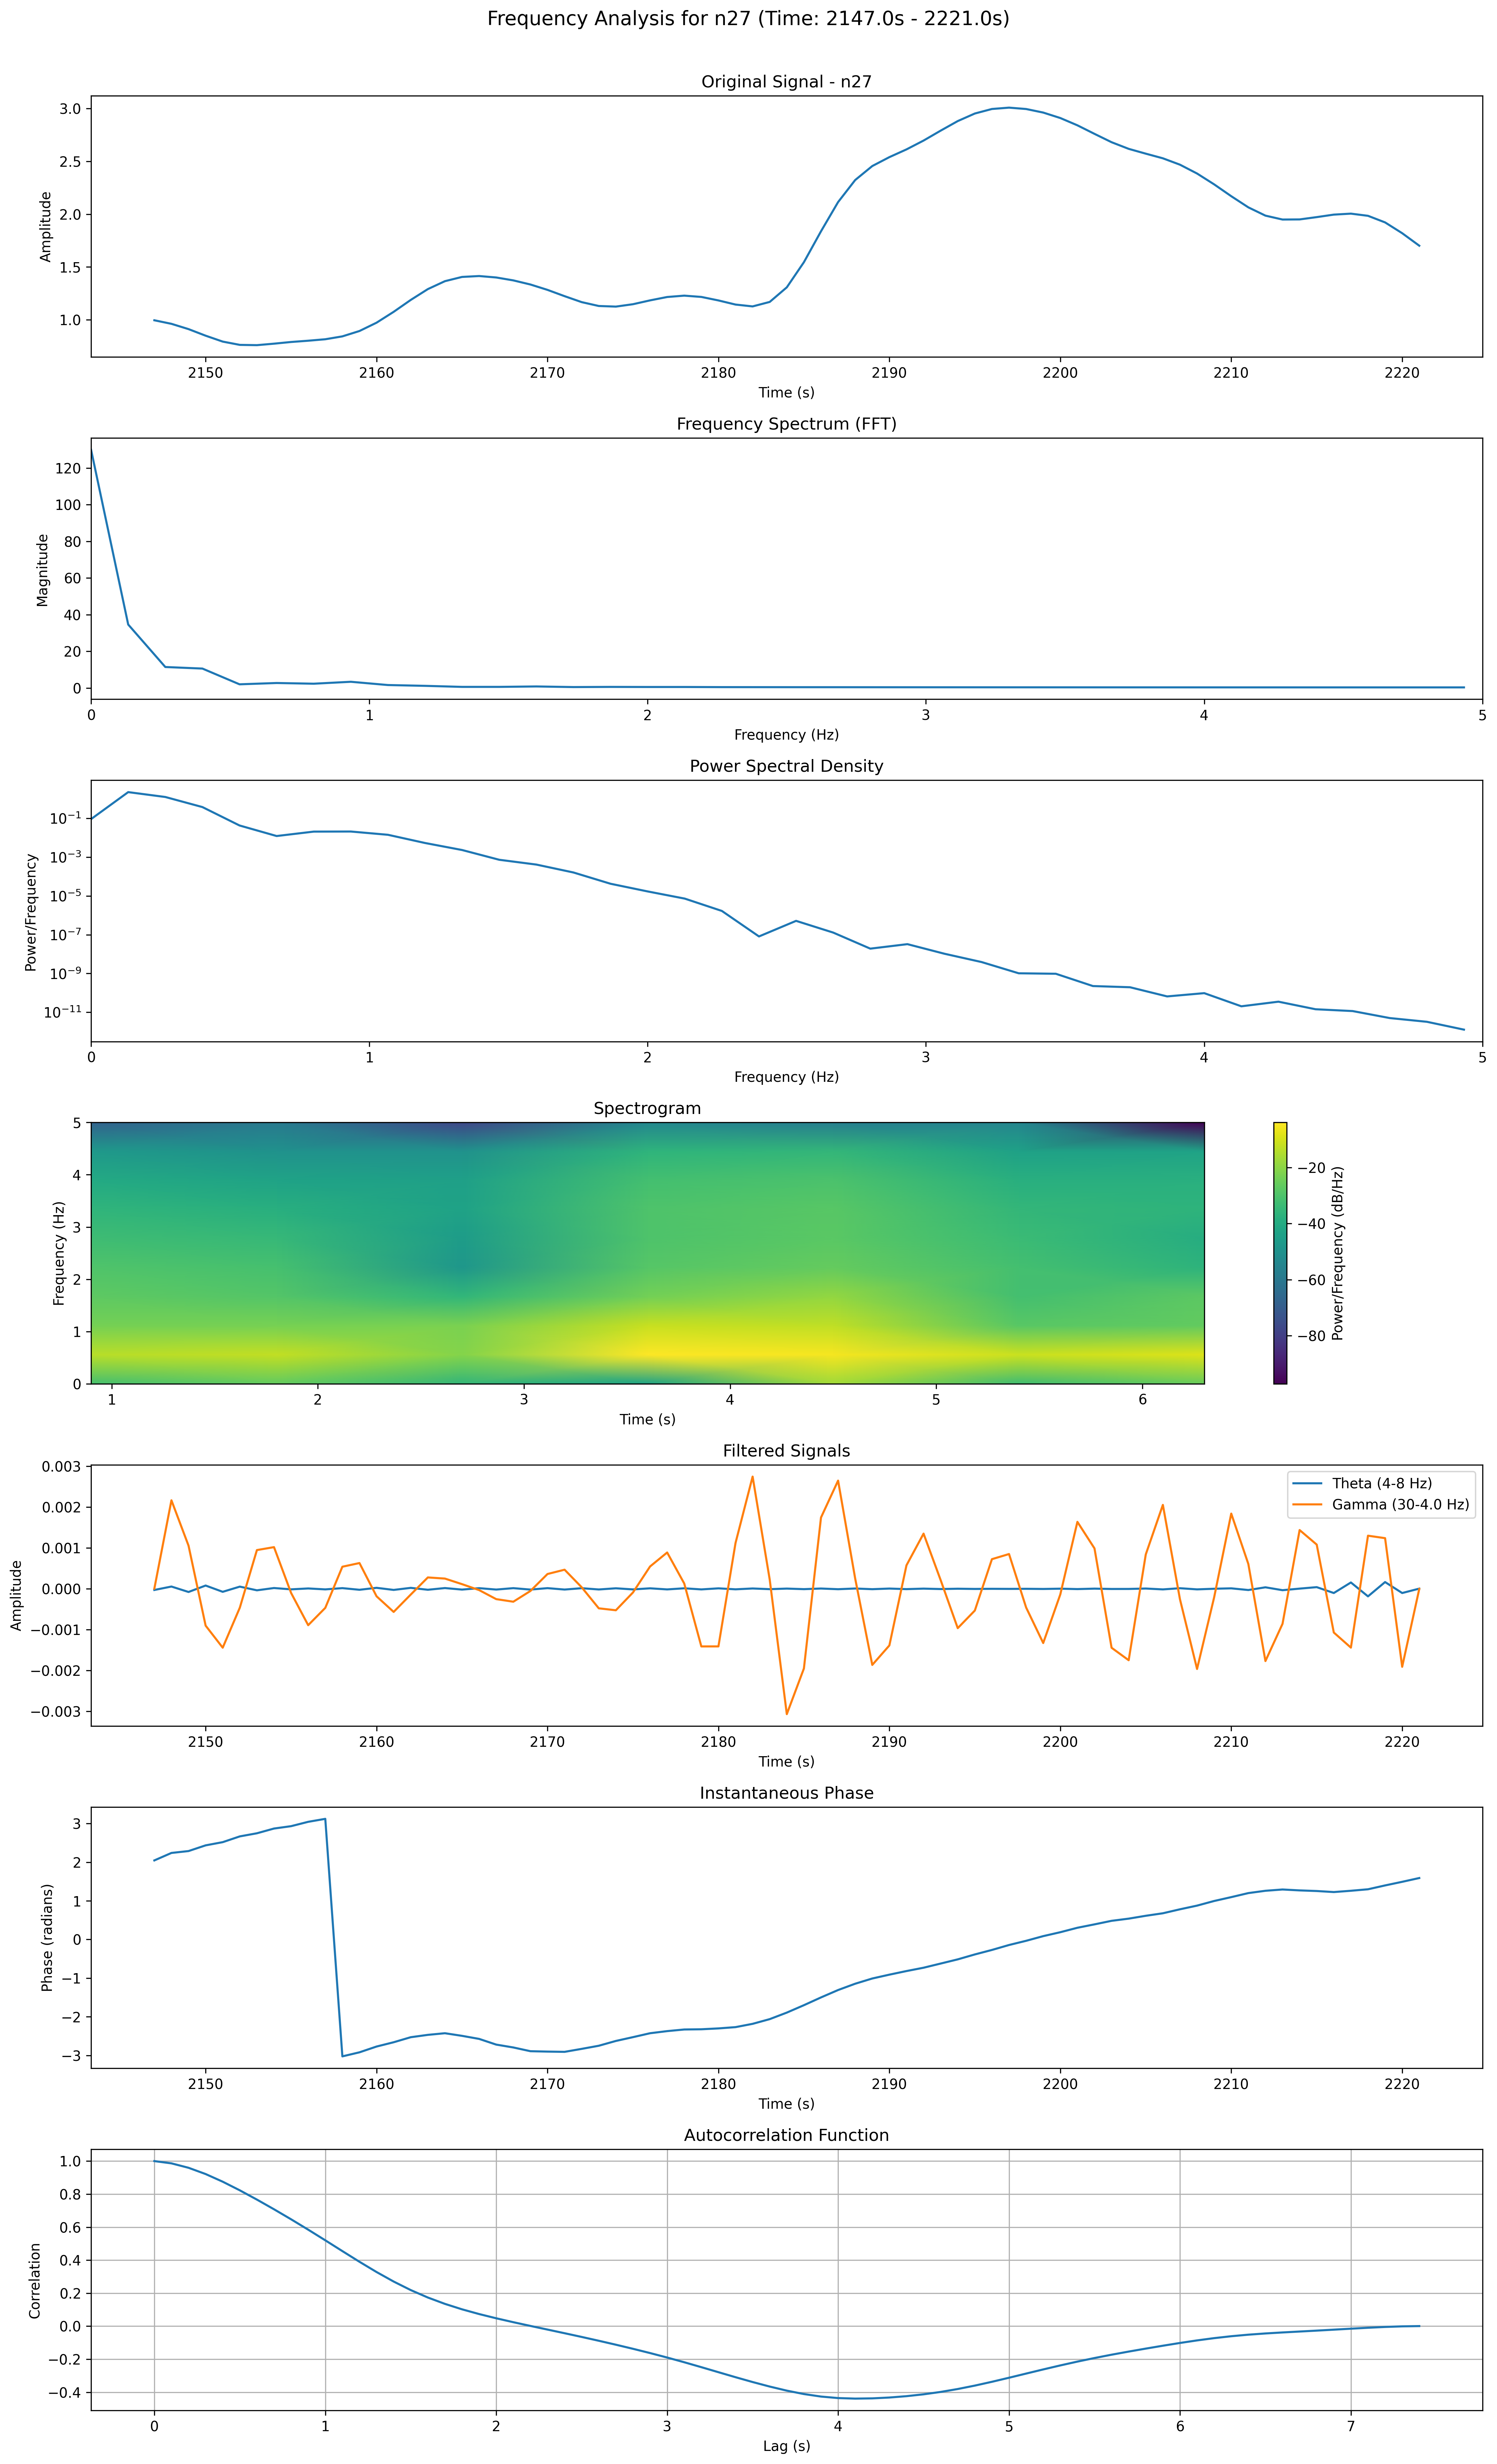 Frequency Analysis for n27 (Time: 2147.0s - 2221.0s)
Original Signal - n27
3.0
2.5
2.0
1.5
1.0
Amplitude
2150 2160 2170 2180 2190 2200 2210 2220
Time (s)
Frequency Spectrum (FFT)
120
100
80
60
40
20
0
Magnitude
0 1 2 3 4 5
Frequency (Hz)
Power Spectral Density
10⁻¹
10⁻³
10⁻⁵
10⁻⁷
10⁻⁹
10⁻¹¹
Power/Frequency
0 1 2 3 4 5
Frequency (Hz)
Spectrogram
5
4
3
2
1
0
Frequency (Hz)
1 2 3 4 5 6
Time (s)
−20
−40
−60
−80
Power/Frequency (dB/Hz)
Filtered Signals
0.003
0.002
0.001
0.000
−0.001
−0.002
−0.003
Amplitude
Theta (4-8 Hz)
Gamma (30-4.0 Hz)
2150 2160 2170 2180 2190 2200 2210 2220
Time (s)
Instantaneous Phase
3
2
1
0
−1
−2
−3
Phase (radians)
2150 2160 2170 2180 2190 2200 2210 2220
Time (s)
Autocorrelation Function
1.0
0.8
0.6
0.4
0.2
0.0
−0.2
−0.4
Correlation
0 1 2 3 4 5 6 7
Lag (s)